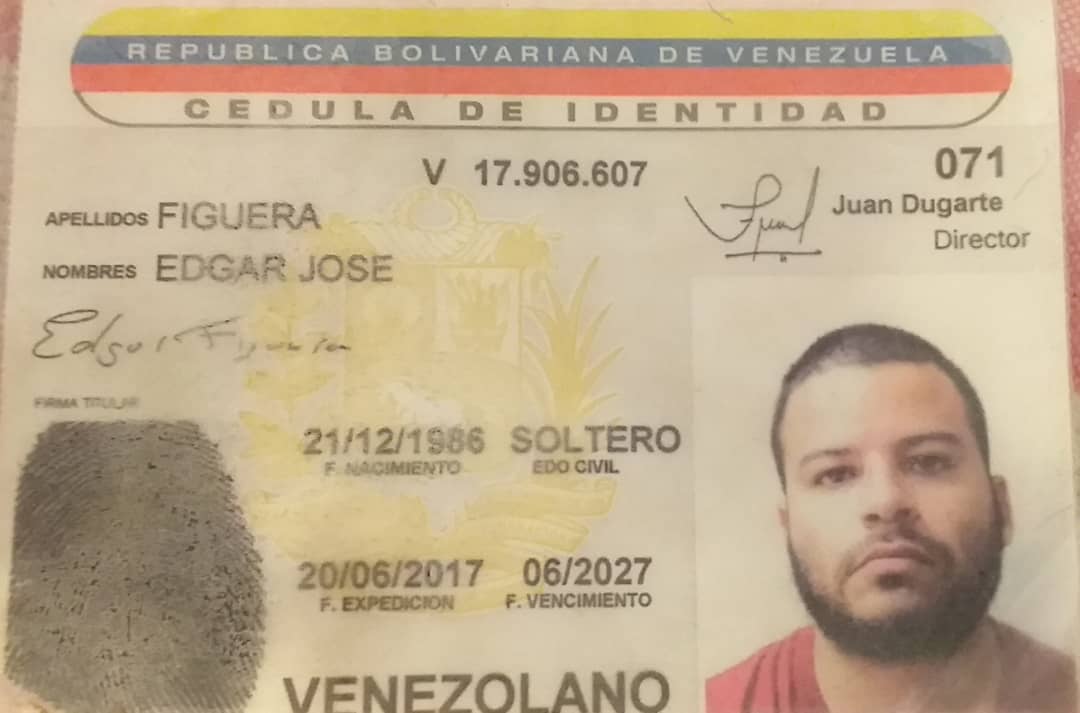 REPUBLICA BOLIVARIANA DE VENEZUELA
CEDULA DE IDENTIDAD
V 17.906.607
071
Juan Dugarte
Director
APELLIDOS FIGUERA
NOMBRES EDGAR JOSE
Edgar Figuera
FIRMA TITULAR
21/12/1986 SOLTERO
F. NACIMIENTO EDO CIVIL
20/06/2017 06/2027
F. EXPEDICION F. VENCIMIENTO
VENEZOLANO